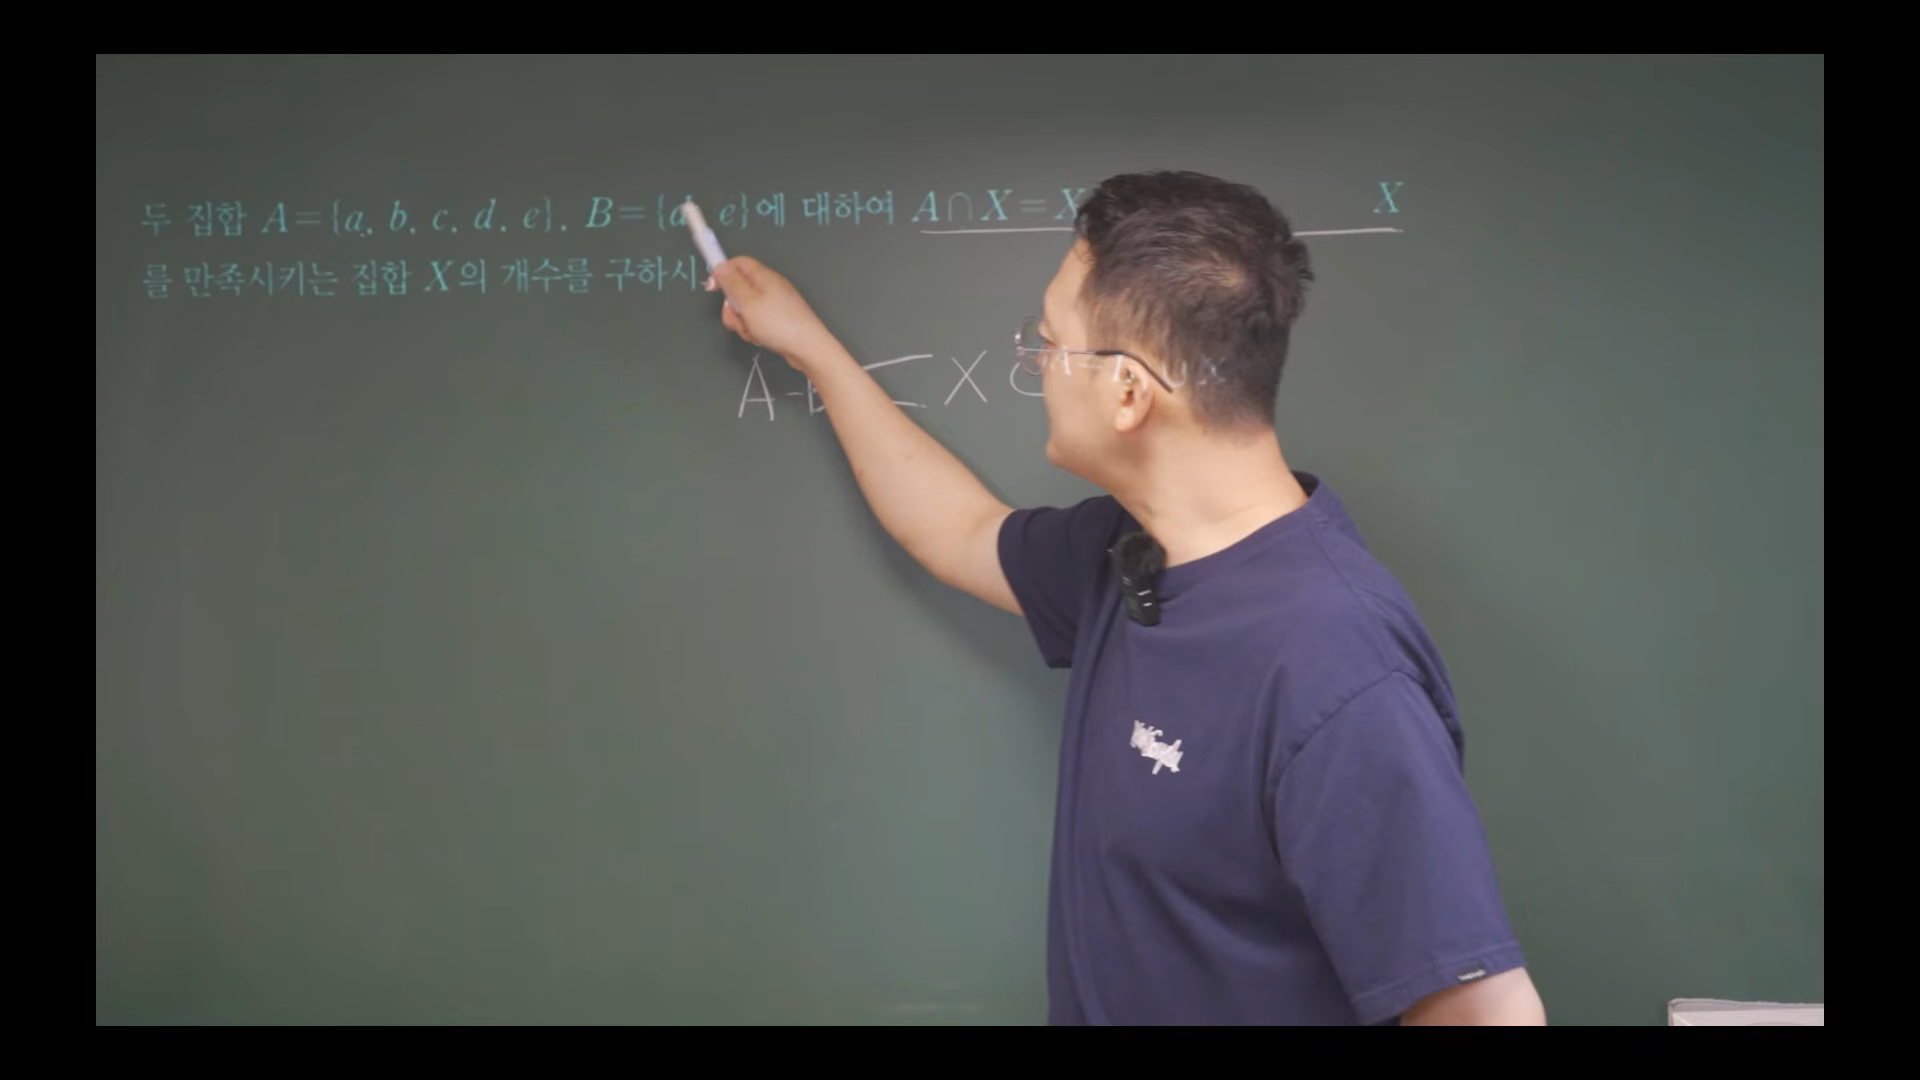 두 집합 A={a, b, c, d, e}, B={d, e}에 대하여 A∩X=X X
를 만족시키는 집합 X의 개수를 구하시
A-B⊂X